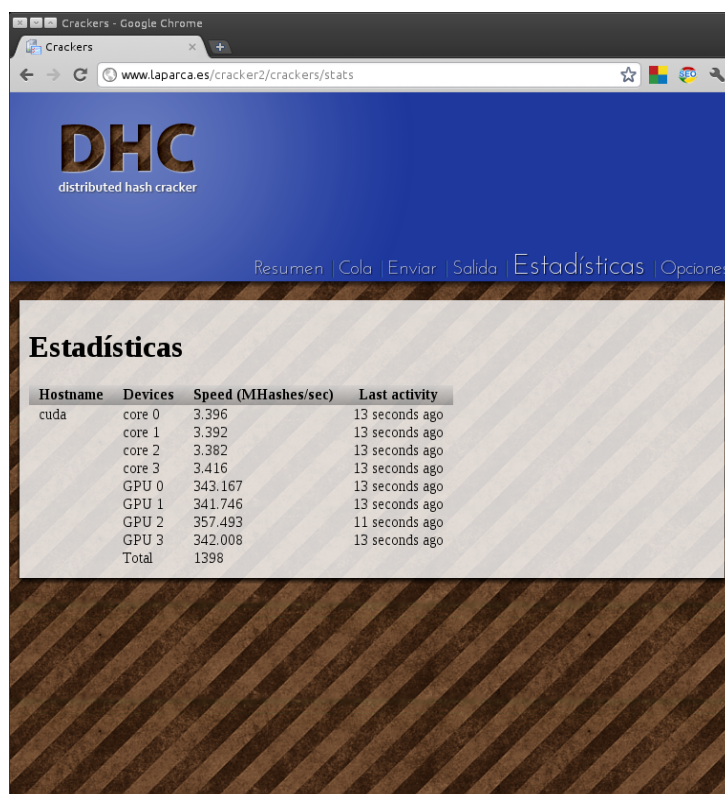 Crackers - Google Chrome
Crackers
www.laparca.es/cracker2/crackers/stats
SEO
DHC
distributed hash cracker
Resumen | Cola | Enviar | Salida | Estadísticas | Opciones
Estadísticas
Hostname Devices Speed (MHashes/sec) Last activity
cuda core 0 3.396 13 seconds ago
core 1 3.392 13 seconds ago
core 2 3.382 13 seconds ago
core 3 3.416 13 seconds ago
GPU 0 343.167 13 seconds ago
GPU 1 341.746 13 seconds ago
GPU 2 357.493 11 seconds ago
GPU 3 342.008 13 seconds ago
Total 1398